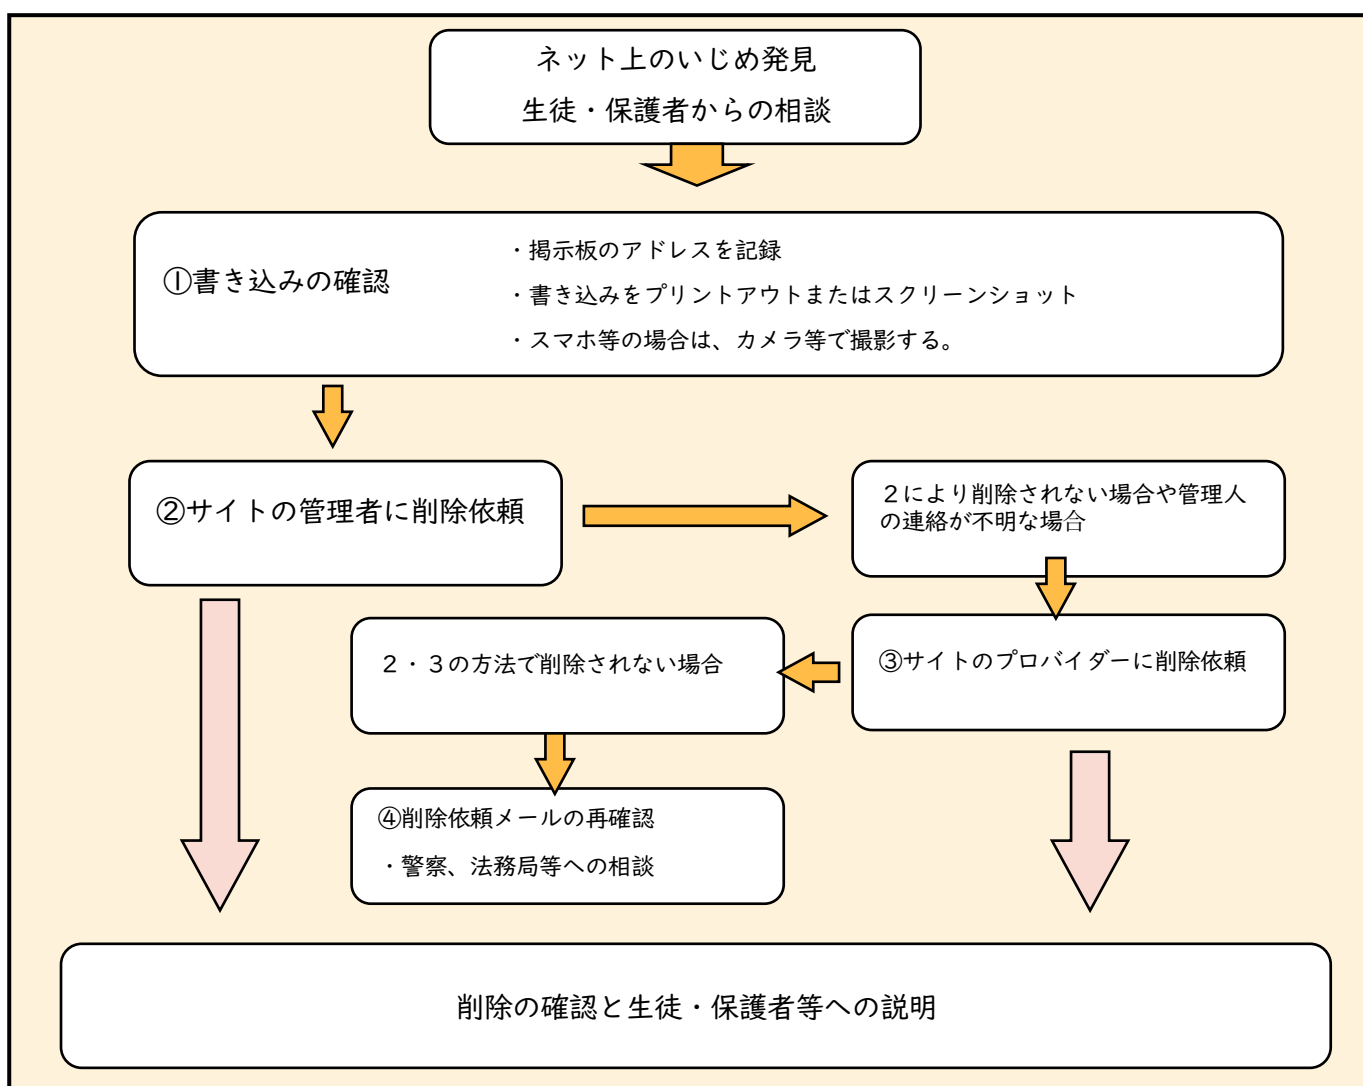 ネット上のいじめ発見
生徒・保護者からの相談
①書き込みの確認
・掲示板のアドレスを記録
・書き込みをプリントアウトまたはスクリーンショット
・スマホ等の場合は、カメラ等で撮影する。
②サイトの管理者に削除依頼
２により削除されない場合や管理人
の連絡が不明な場合
③サイトのプロバイダーに削除依頼
２・３の方法で削除されない場合
④削除依頼メールの再確認
・警察、法務局等への相談
削除の確認と生徒・保護者等への説明